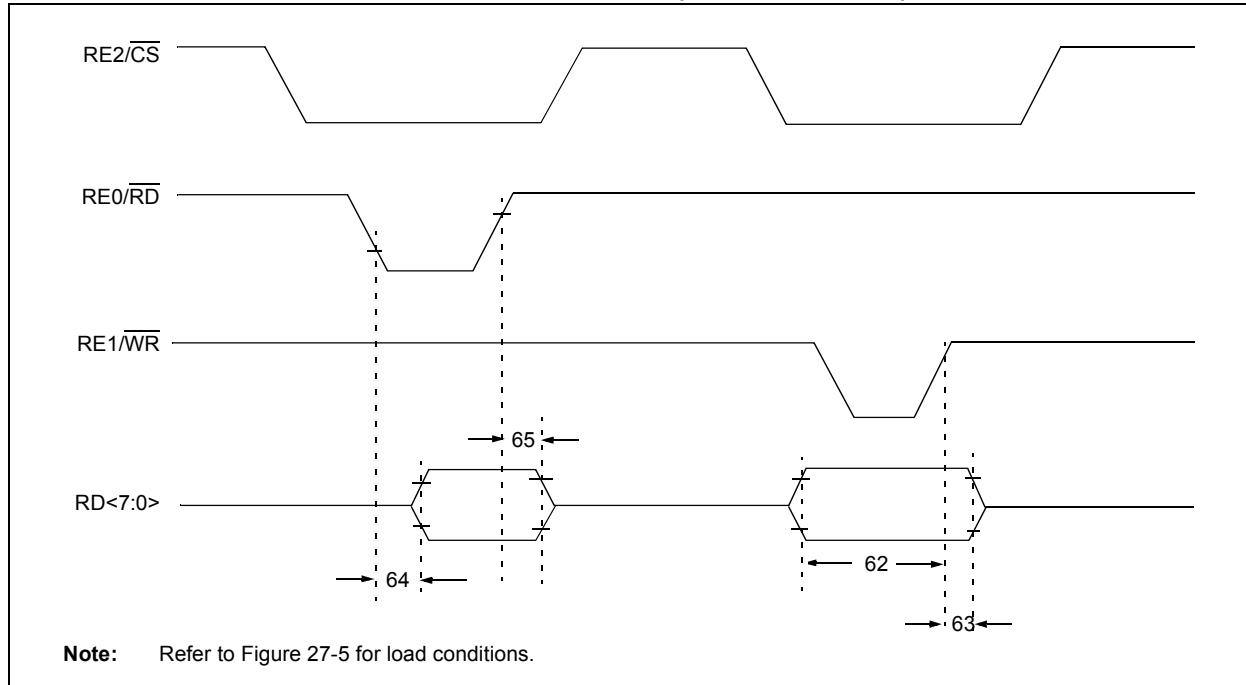 RE2/CS
RE0/RD
RE1/WR
65
RD<7:0>
64
62
63
Note: Refer to Figure 27-5 for load conditions.